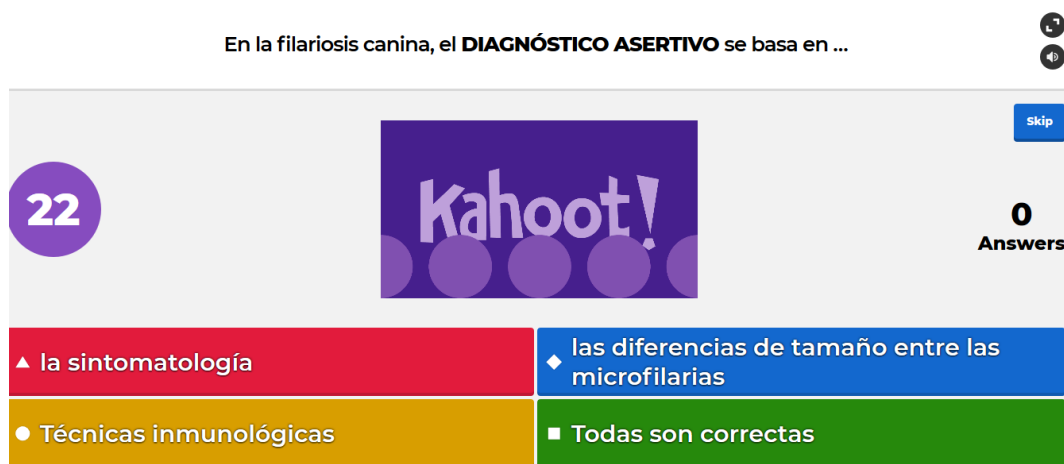 En la filariosis canina, el DIAGNÓSTICO ASERTIVO se basa en ...
Skip
22
Kahoot!
0
Answers
la sintomatología
las diferencias de tamaño entre las
microfilarias
Técnicas inmunológicas
Todas son correctas